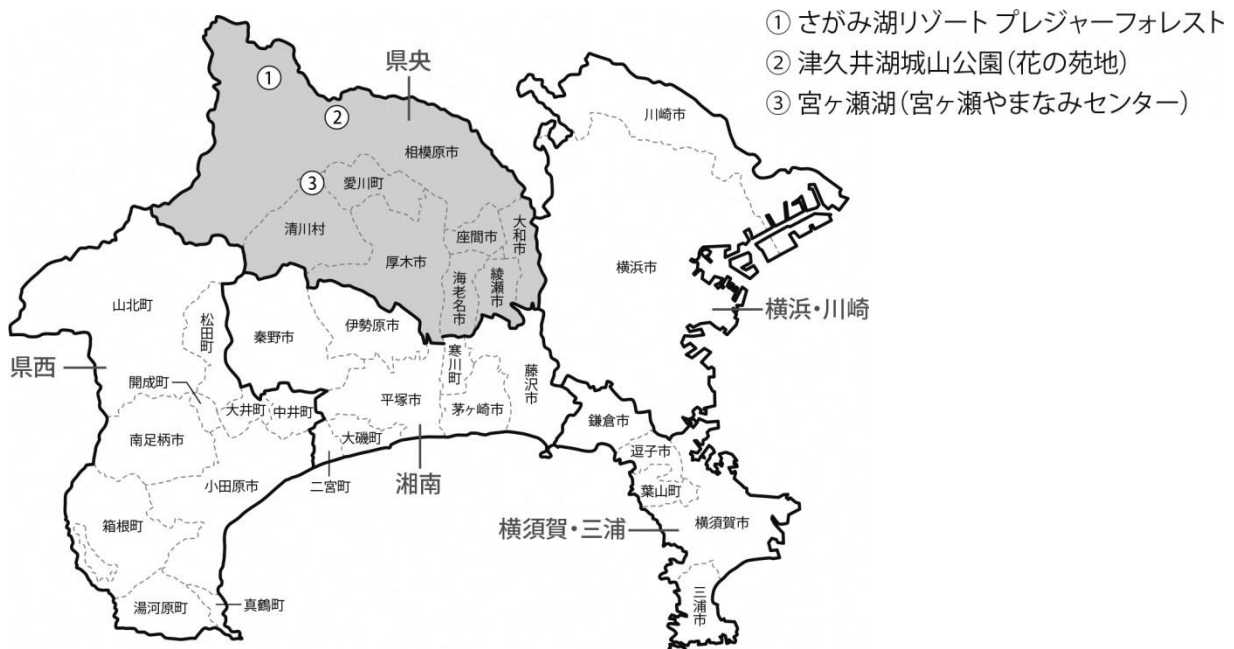 ① さがみ湖リゾート プレジャーフォレスト
② 津久井湖城山公園(花の苑地)
③ 宮ヶ瀬湖(宮ヶ瀬やまなみセンター)
県央
①
②
③
川崎市
相模原市
愛川町
清川村
座間市
大和市
厚木市
海老名市
綾瀬市
横浜市
横浜・川崎
山北町
松田町
秦野市
伊勢原市
寒川町
藤沢市
県西
開成町
大井町
中井町
平塚市
茅ヶ崎市
鎌倉市
南足柄市
大磯町
逗子市
小田原市
二宮町
湘南
葉山町
箱根町
横須賀・三浦
横須賀市
湯河原町
真鶴町
三浦市